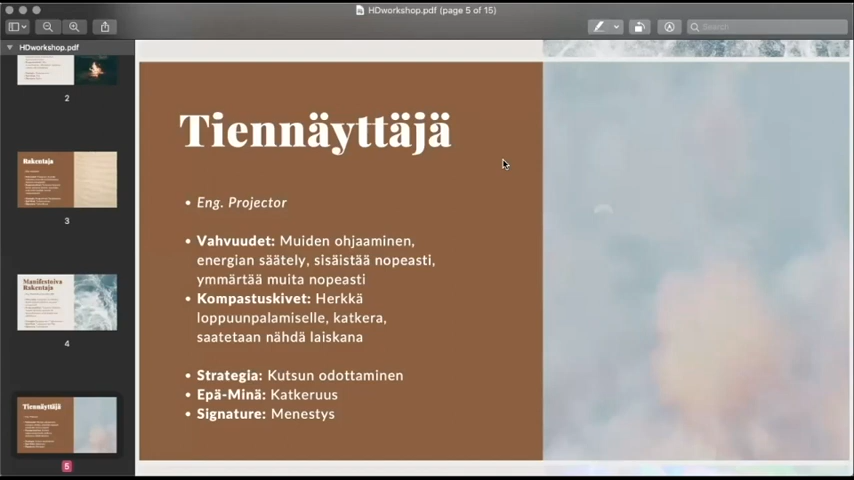 HDworkshop.pdf (page 5 of 15)
Search
HDworkshop.pdf
2
Rakentaja
3
Manifestoiva
Rakentaja
4
Tiennäyttäjä
5
Tiennäyttäjä
• Eng. Projector
• Vahvuudet: Muiden ohjaaminen,
energian säätely, sisäistää nopeasti,
ymmärtää muita nopeasti
• Kompastuskivet: Herkkä
loppuunpalamiselle, katkera,
saatetaan nähdä laiskana
• Strategia: Kutsun odottaminen
• Epä-Minä: Katkeruus
• Signature: Menestys